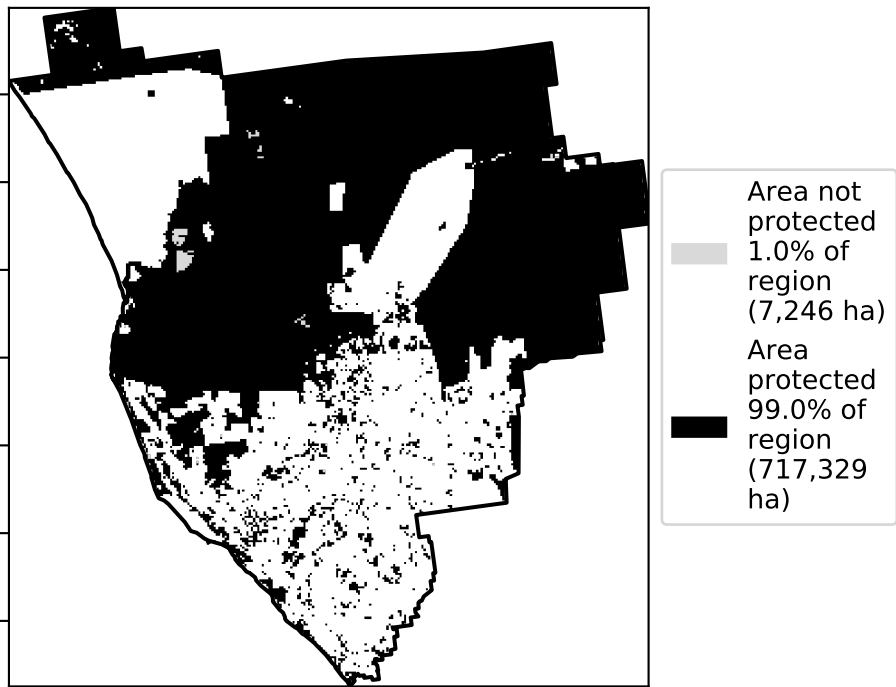 Area not
protected
1.0% of
region
(7,246 ha)
Area
protected
99.0% of
region
(717,329
ha)